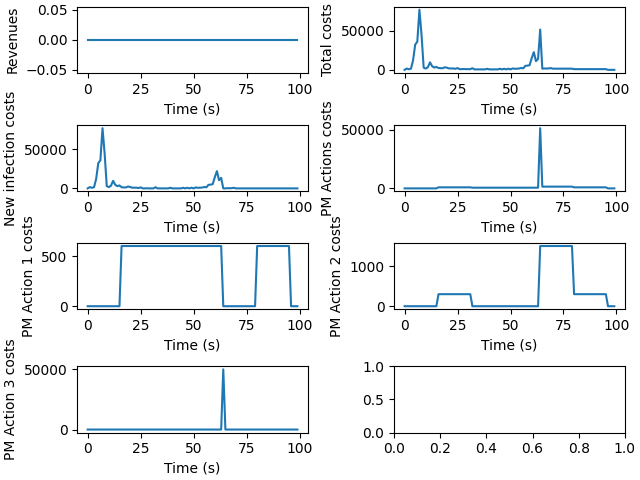 Revenues
0.05
0.00
−0.05
0 25 50 75 100
Time (s)
Total costs
50000
0
0 25 50 75 100
Time (s)
New infection costs
50000
0
0 25 50 75 100
Time (s)
PM Actions costs
50000
0
0 25 50 75 100
Time (s)
PM Action 1 costs
500
0
0 25 50 75 100
Time (s)
PM Action 2 costs
1000
0
0 25 50 75 100
Time (s)
PM Action 3 costs
50000
0
0 25 50 75 100
Time (s)
1.0
0.5
0.0
0.0 0.2 0.4 0.6 0.8 1.0